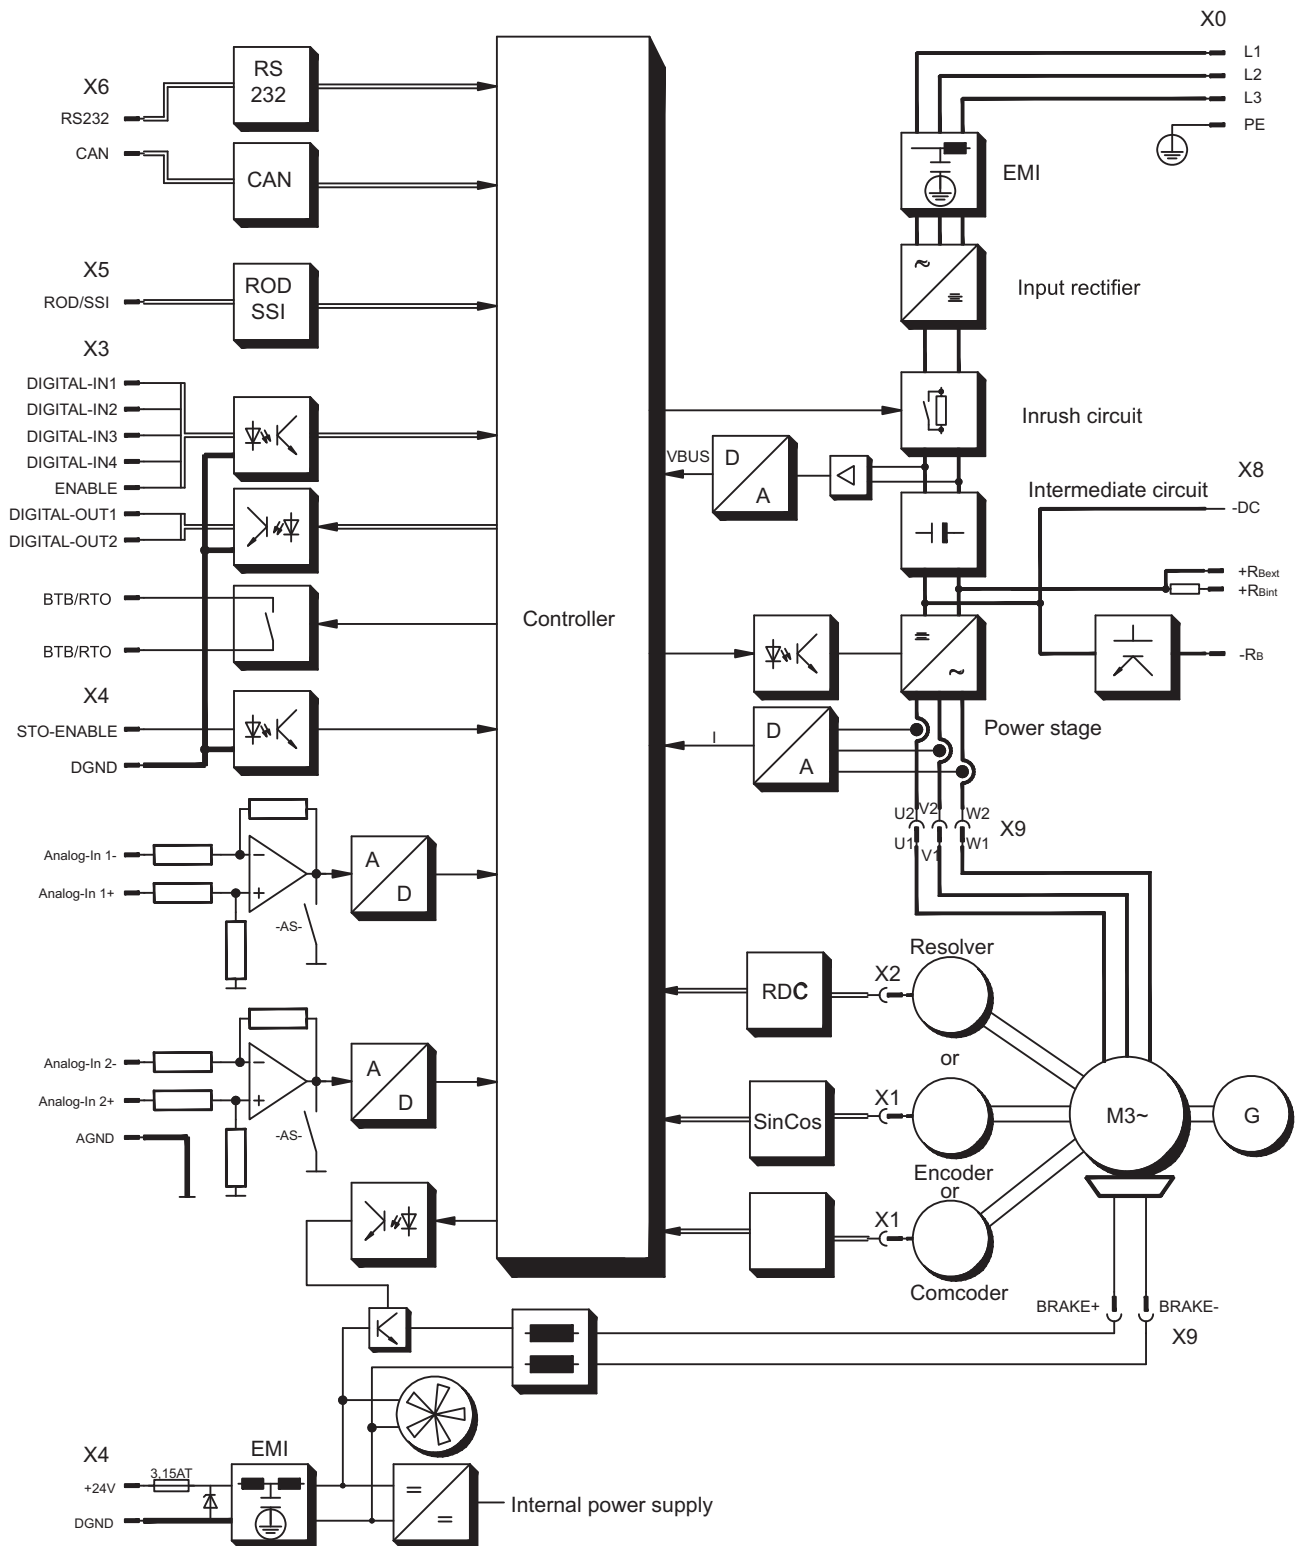 X0
L1
L2
L3
PE
EMI
Input rectifier
Inrush circuit
X8
Intermediate circuit
-DC
+RBext
+RBint
-RB
Power stage
X6
RS232
CAN
RS
232
CAN
X5
ROD/SSI
ROD
SSI
X3
DIGITAL-IN1
DIGITAL-IN2
DIGITAL-IN3
DIGITAL-IN4
ENABLE
DIGITAL-OUT1
DIGITAL-OUT2
BTB/RTO
BTB/RTO
X4
STO-ENABLE
DGND
Controller
VBUS
D
A
I
D
A
U2 V2 W2
X9
U1 V1 W1
Analog-In 1-
Analog-In 1+
-AS-
A
D
Analog-In 2-
Analog-In 2+
AGND
-AS-
A
D
Resolver
RDC
X2
or
X1
SinCos
Encoder
or
X1
Comcoder
M3~
G
BRAKE+
BRAKE-
X9
X4
3,15AT
EMI
+24V
DGND
Internal power supply